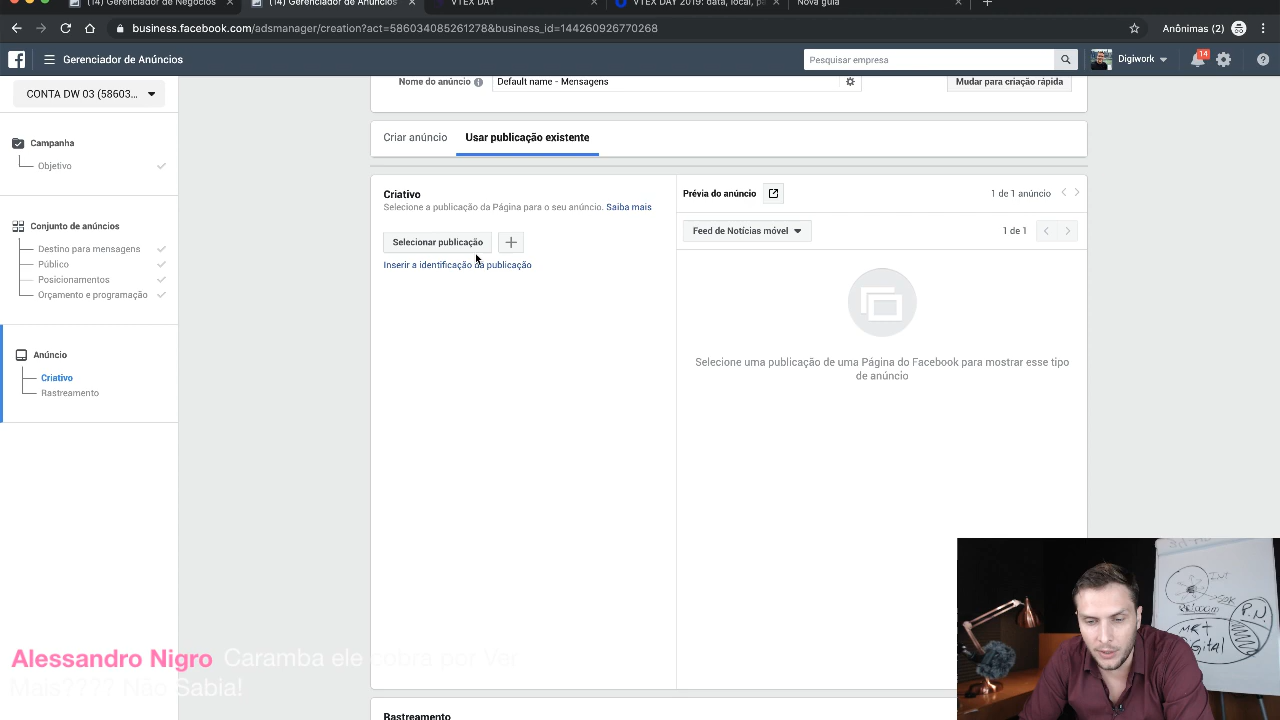 (14) Gerenciador de Negócios
(14) Gerenciador de Anúncios
VTEX DAY
VTEX DAY 2019: data, local, p
Nova guia
business.facebook.com/adsmanager/creation?act=586034085261278&business_id=144260926770268
Anônimas (2)
Gerenciador de Anúncios
Pesquisar empresa
Digiwork
14
CONTA DW 03 (58603...
Nome do anúncio
Default name - Mensagens
Mudar para criação rápida
Campanha
Objetivo
Conjunto de anúncios
Destino para mensagens
Público
Posicionamentos
Orçamento e programação
Anúncio
Criativo
Rastreamento
Criar anúncio
Usar publicação existente
Criativo
Selecione a publicação da Página para o seu anúncio. Saiba mais
Selecionar publicação
Inserir a identificação da publicação
Prévia do anúncio
1 de 1 anúncio
Feed de Notícias móvel
1 de 1
Selecione uma publicação de uma Página do Facebook para mostrar esse tipo
de anúncio
Rastreamento
Alessandro Nigro Caramba ele cobra por Ver
Mais???? Não Sabia!
P.N